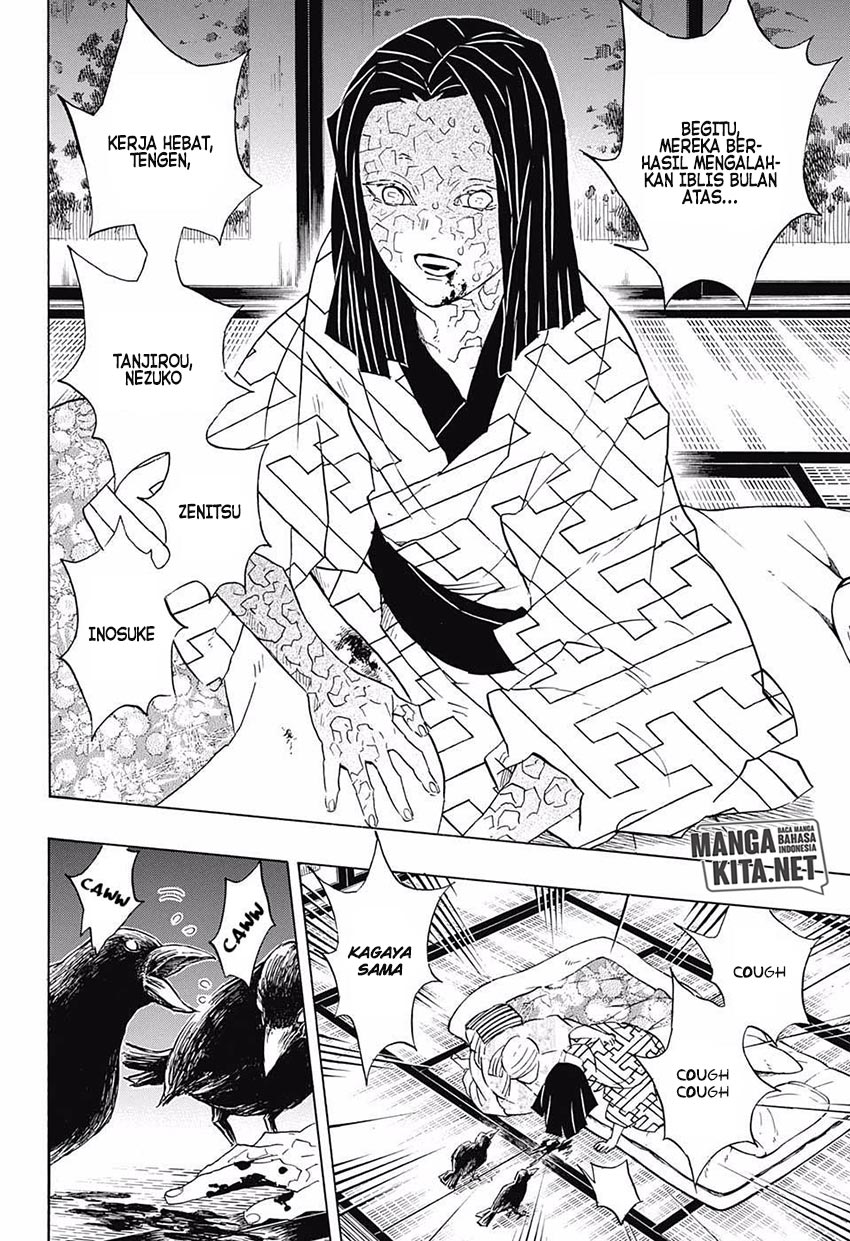 BEGITU,
MEREKA BER-
HASIL MENGALAH-
KAN IBLIS BULAN
ATAS...
KERJA HEBAT,
TENGEN,
TANJIROU,
NEZUKO
ZENITSU
INOSUKE
MANGA
KITA.NET
BACA MANGA
BAHASA
INDONESIA
COUGH
COUGH
COUGH
KAGAYA
SAMA
CAWW
CAWW